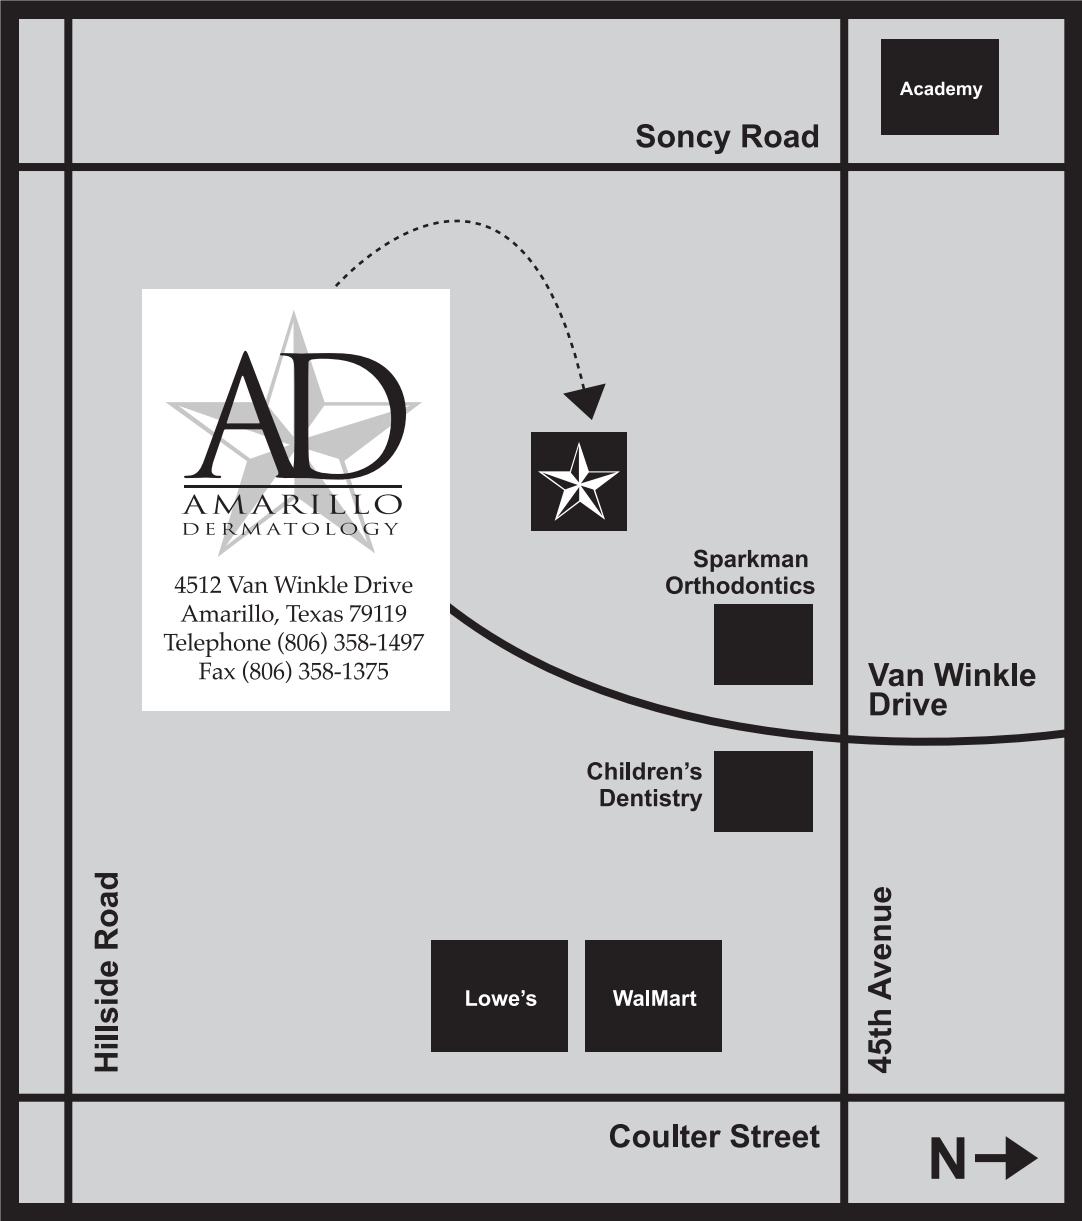 Academy
Soncy Road
AD
AMARILLO
DERMATOLOGY
4512 Van Winkle Drive
Amarillo, Texas 79119
Telephone (806) 358-1497
Fax (806) 358-1375
Sparkman
Orthodontics
Van Winkle
Drive
Children’s
Dentistry
Hillside Road
45th Avenue
Lowe’s
WalMart
Coulter Street
N